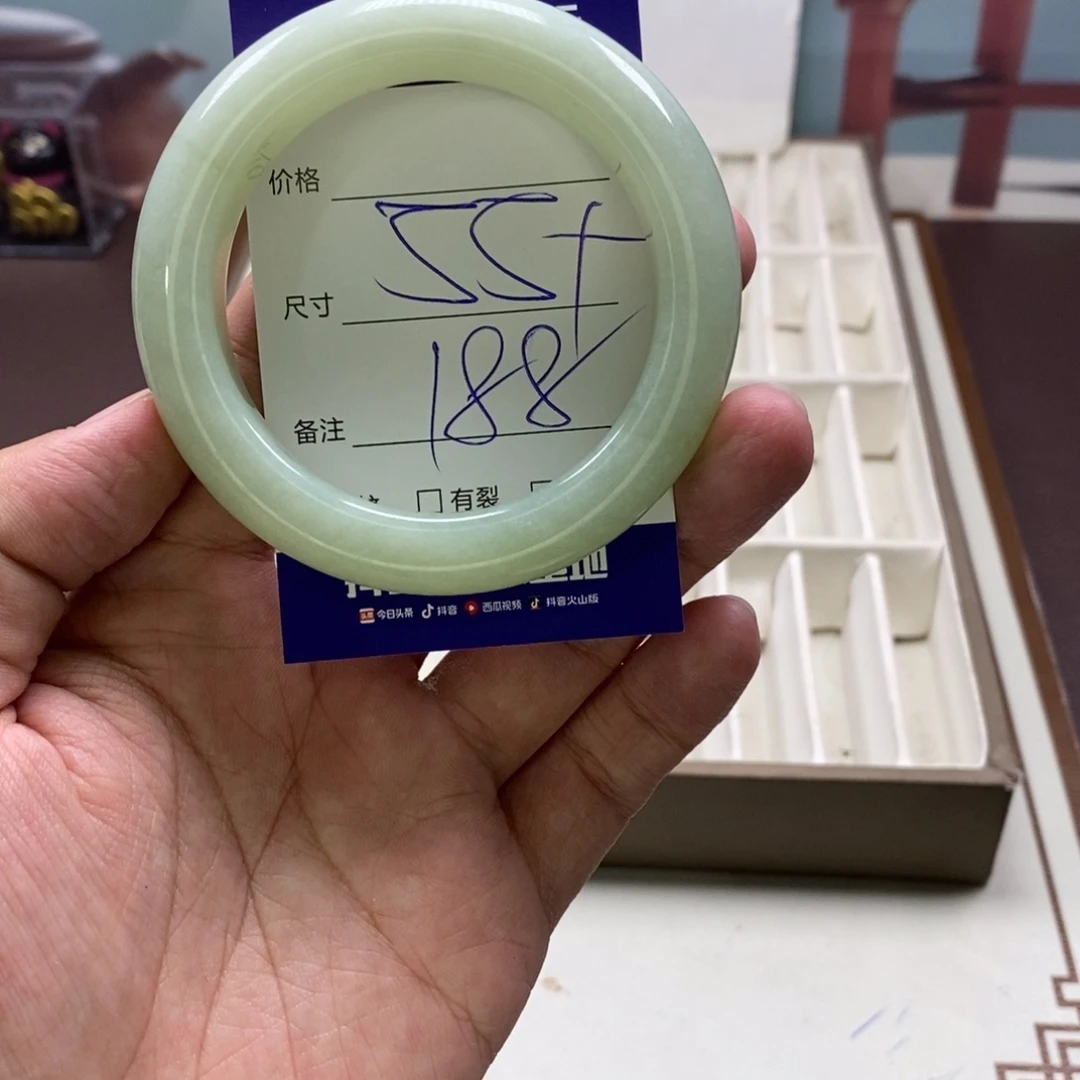 价格
55+
尺寸
188
备注
有裂
今日头条 抖音 西瓜视频 抖音火山版